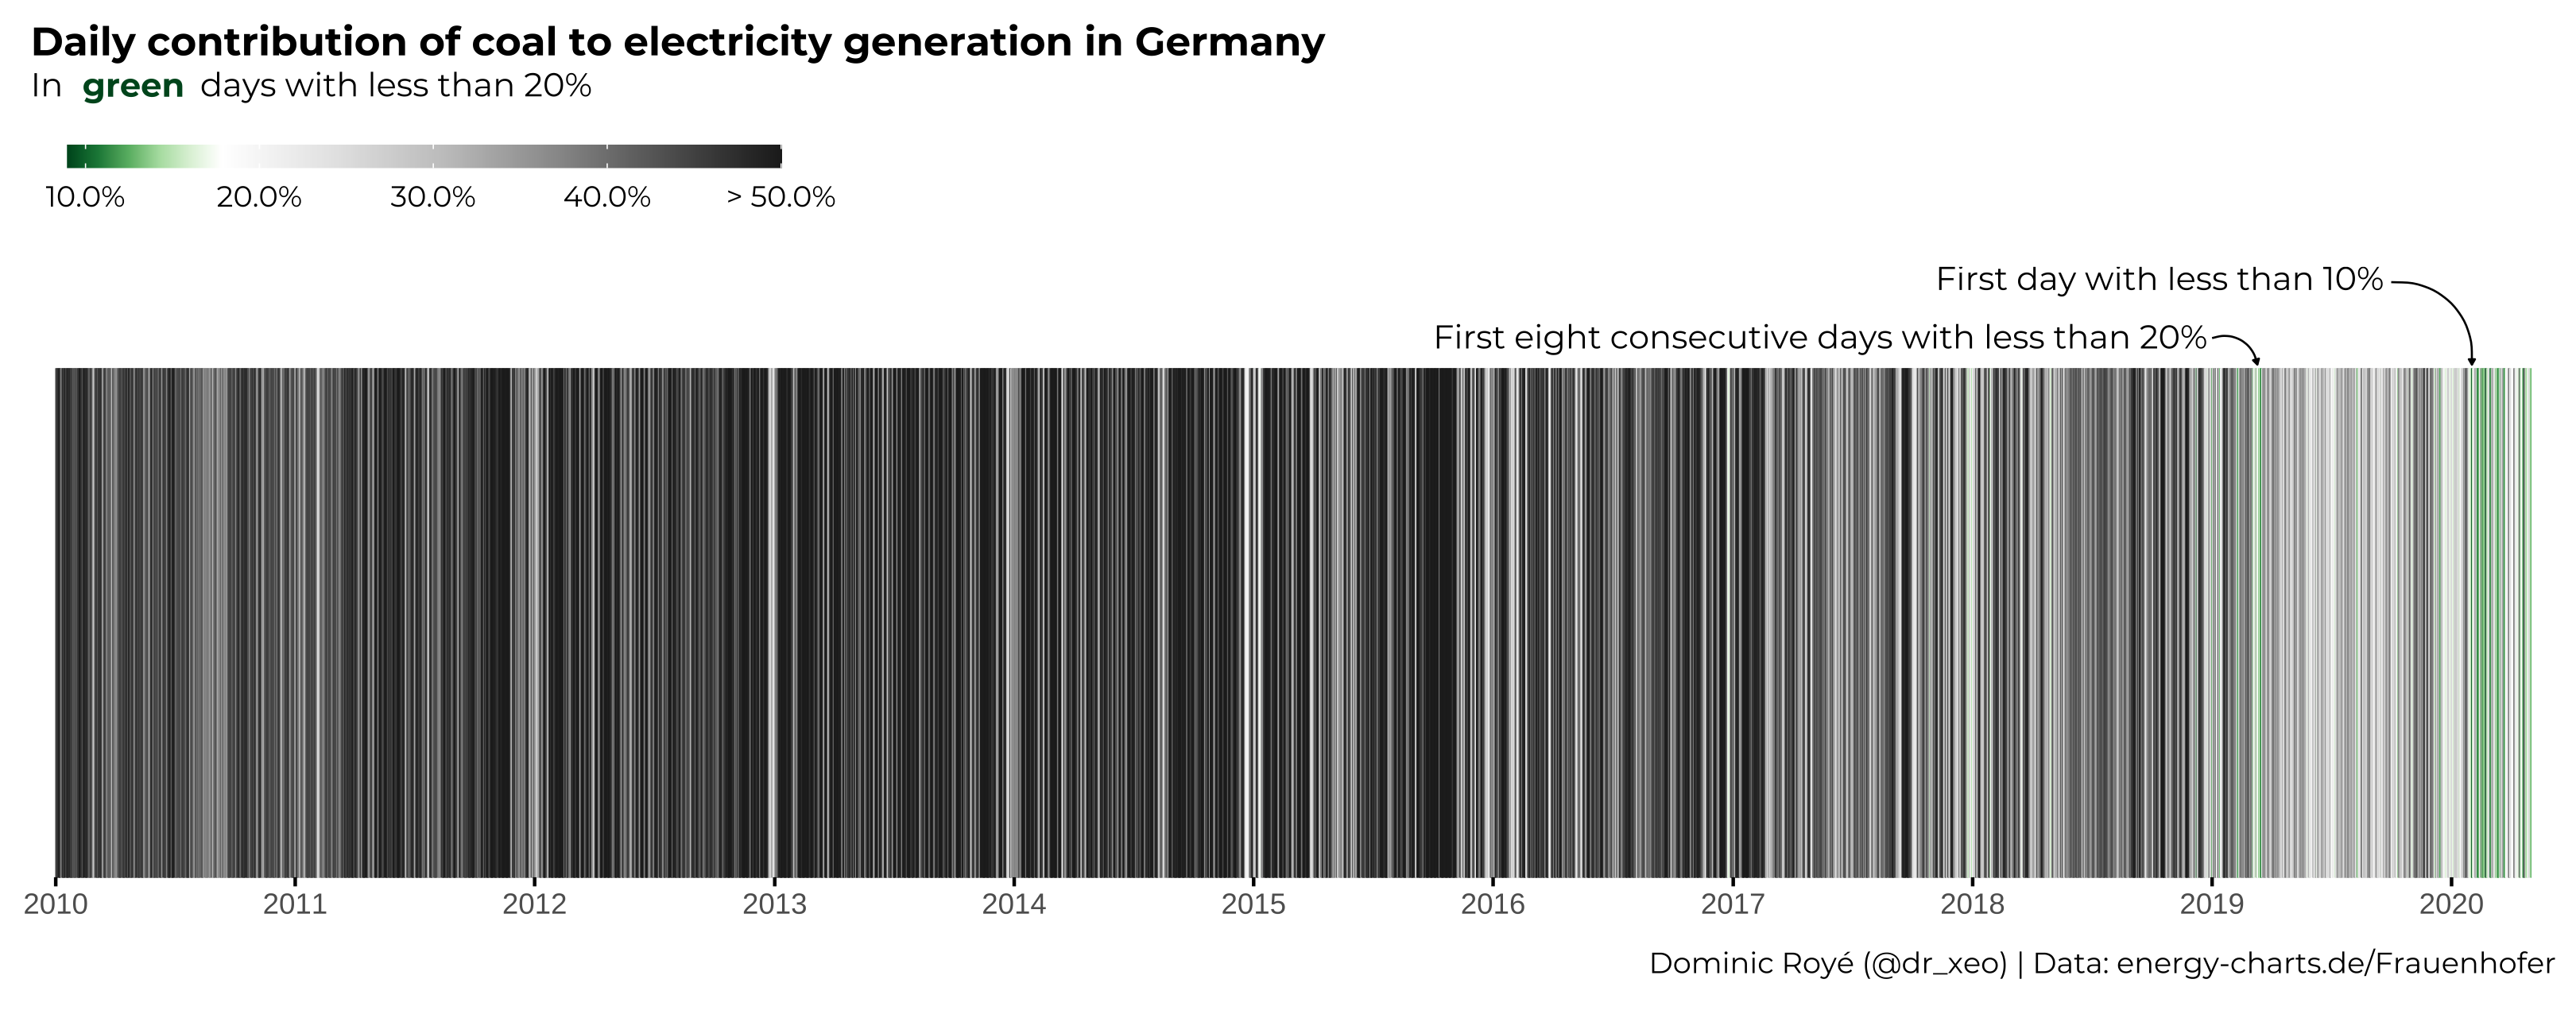 Daily contribution of coal to electricity generation in Germany
In green days with less than 20%
10.0% 20.0% 30.0% 40.0% > 50.0%
First day with less than 10%
First eight consecutive days with less than 20%
2010 2011 2012 2013 2014 2015 2016 2017 2018 2019 2020
Dominic Royé (@dr_xeo) | Data: energy-charts.de/Frauenhofer